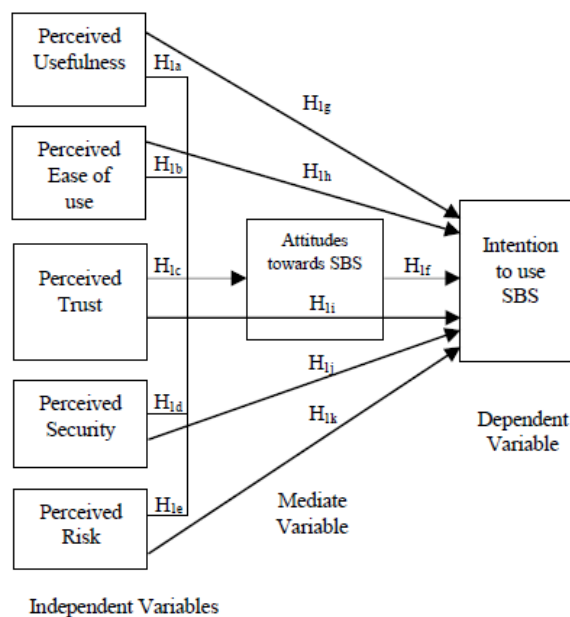 Perceived
Usefulness
H1a
H1g
Perceived
Ease of
use
H1b
H1h
Perceived
Trust
H1c
Attitudes
towards SBS
H1f
H1i
Intention
to use
SBS
Perceived
Security
H1d
H1j
H1k
Dependent
Variable
Perceived
Risk
H1e
Mediate
Variable
Independent Variables